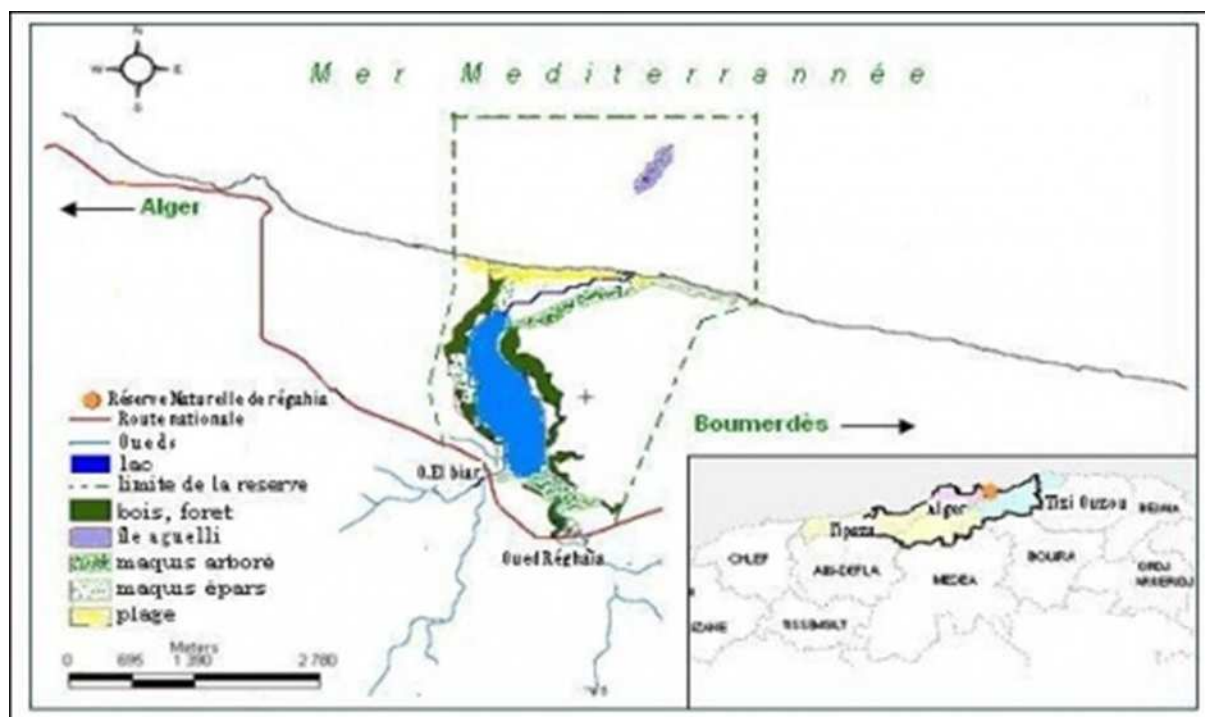 N
W E
S
Mer Mediterrannée
Alger
Boumerdès
O.El biar
Oued Réghaia
Réserve Naturelle de régahia
Route nationale
Oueds
lac
limite de la reserve
bois, foret
île aguelli
maquis arboré
maquis épars
plage
Meters
0 695 1 390 2 780
Alger
Tizi Ouzou
Tipaza
CHLEF
AIN-DEFLA
MEDEA
BOUIRA
TISSEMSILT